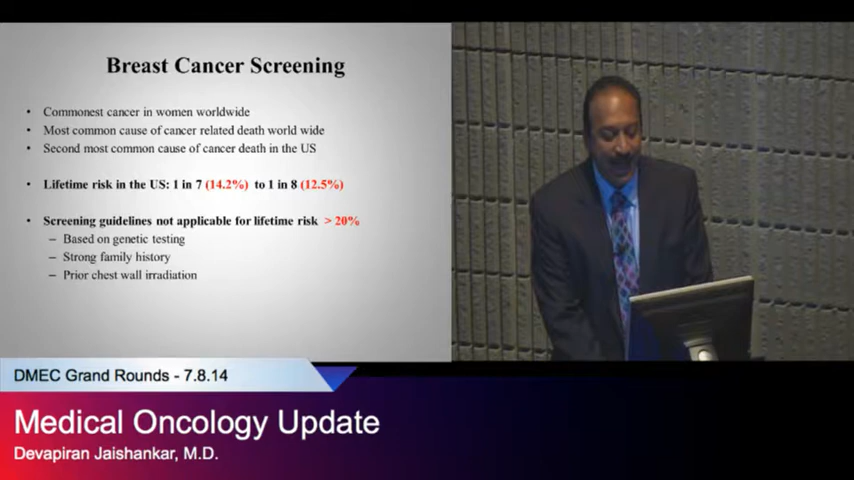 Breast Cancer Screening
• Commonest cancer in women worldwide
• Most common cause of cancer related death world wide
• Second most common cause of cancer death in the US
• Lifetime risk in the US: 1 in 7 (14.2%) to 1 in 8 (12.5%)
• Screening guidelines not applicable for lifetime risk > 20%
– Based on genetic testing
– Strong family history
– Prior chest wall irradiation
DMEC Grand Rounds - 7.8.14
Medical Oncology Update
Devapiran Jaishankar, M.D.